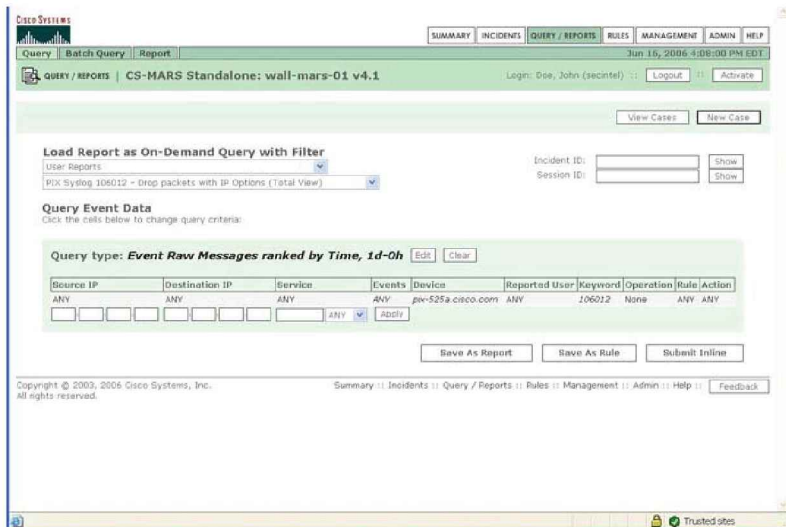 CISCO SYSTEMS
SUMMARY INCIDENTS QUERY / REPORTS RULES MANAGEMENT ADMIN HELP
Query Batch Query Report Jun 16, 2006 4:08:00 PM EDT
QUERY / REPORTS | CS-MARS Standalone: wall-mars-01 v4.1 Login: Doe, John (secintel) :: Logout :: Activate
View Cases New Case
Load Report as On-Demand Query with Filter
User Reports Incident ID: Show
PIX Syslog 106012 - Drop packets with IP Options (Total View) Session ID: Show
Query Event Data
Click the cells below to change query criteria:
Query type: Event Raw Messages ranked by Time, 1d-0h Edit Clear
Source IP Destination IP Service Events Device Reported User Keyword Operation Rule Action
ANY ANY ANY ANY pix-525a.cisco.com ANY 106012 None ANY ANY
ANY Apply
Save As Report Save As Rule Submit Inline
Copyright © 2003, 2006 Cisco Systems, Inc. Summary :: Incidents :: Query / Reports :: Rules :: Management :: Admin :: Help :: Feedback
All rights reserved.
Trusted sites